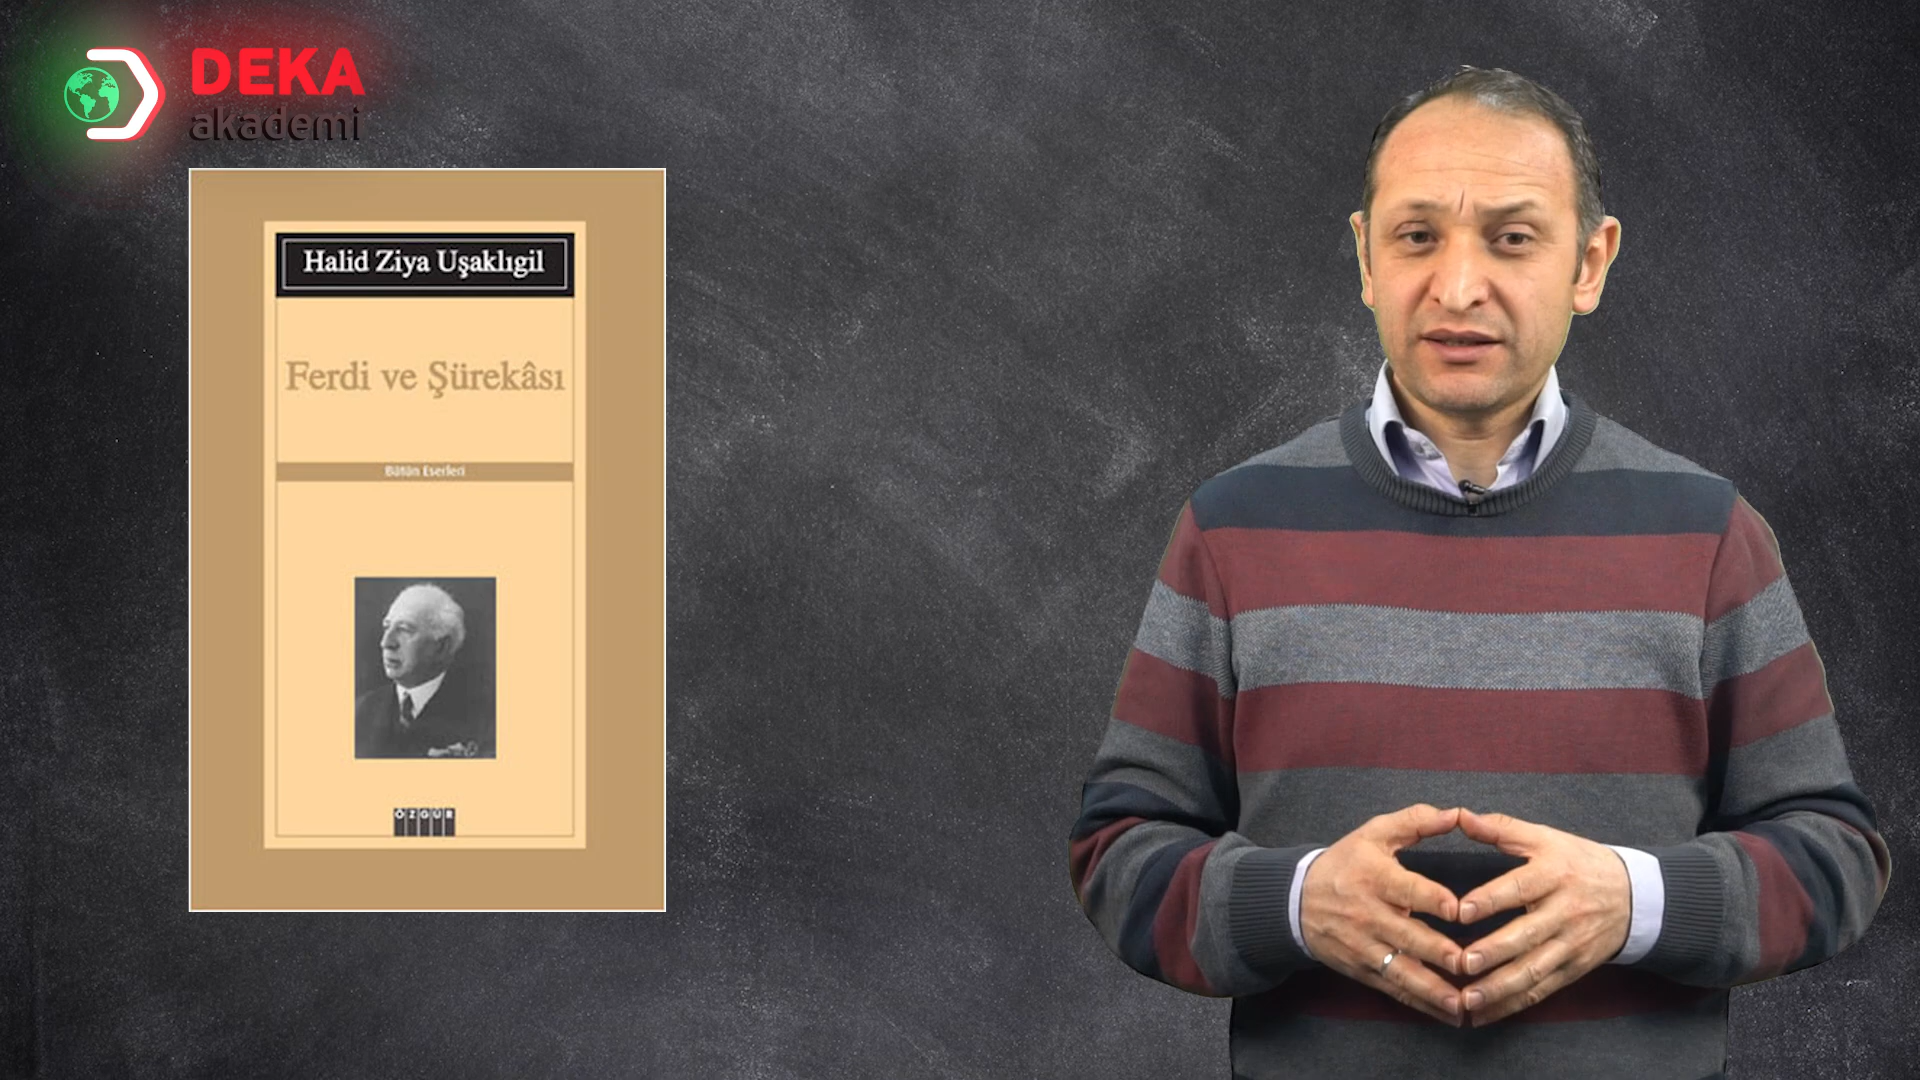 DEKA
akademi
Halid Ziya Uşaklıgil
Ferdi ve Şürekâsı
Bütün Eserleri
ÖZGÜR